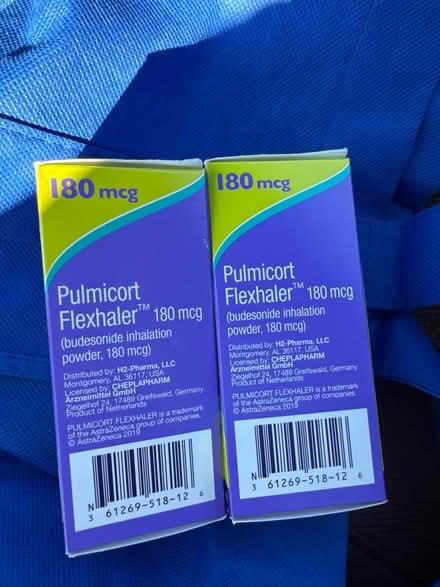 180 mcg
Pulmicort
Flexhaler™ 180 mcg
(budesonide inhalation
powder, 180 mcg)
Distributed by: H2-Pharma, LLC
Montgomery, AL 36117, USA
Licensed by: CHEPLAPHARM
Arzneimittel GmbH
Ziegelhof 24, 17489 Greifswald, Germany
Product of Netherlands
PULMICORT FLEXHALER is a trademark
of the AstraZeneca group of companies.
© AstraZeneca 2019
N
3 61269-518-12 6
180 mcg
Pulmicort
Flexhaler™ 180 mcg
(budesonide inhalation
powder, 180 mcg)
Distributed by: H2-Pharma, LLC
Montgomery, AL 36117, USA
Licensed by: CHEPLAPHARM
Arzneimittel GmbH
Ziegelhof 24, 17489 Greifswald, Germany
Product of Netherlands
PULMICORT FLEXHALER is a trademark
of the AstraZeneca group of companies.
© AstraZeneca 2019
N
3 61269-518-12 6